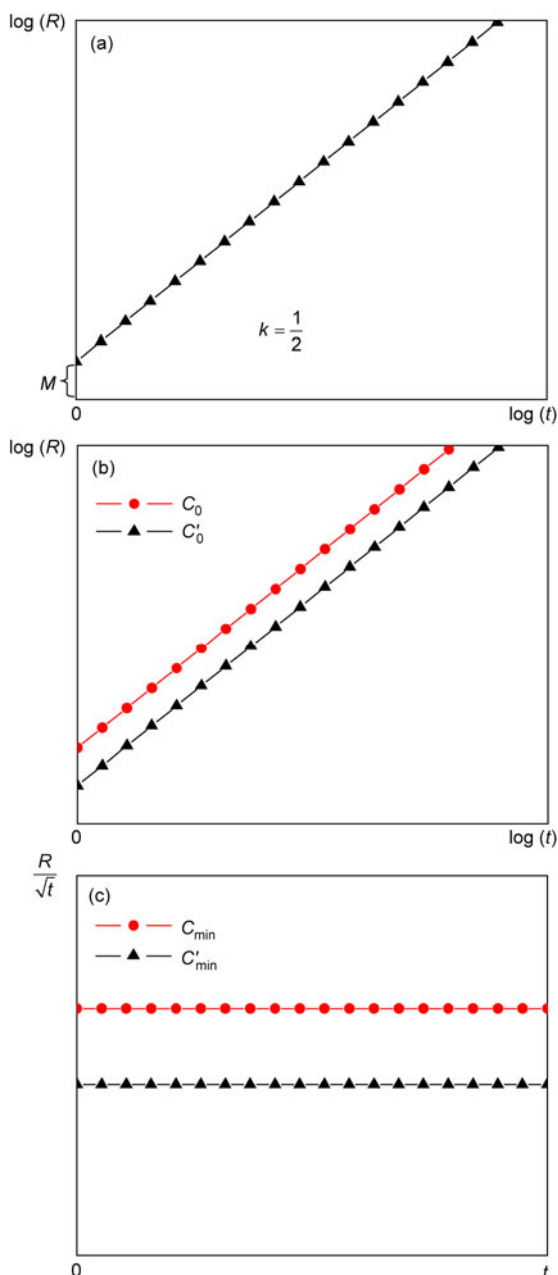 log (R)
(a)
k = 1/2
M
0
log (t)
log (R)
(b)
C₀
C′₀
0
log (t)
R/√t
(c)
Cmin
C′min
0
t